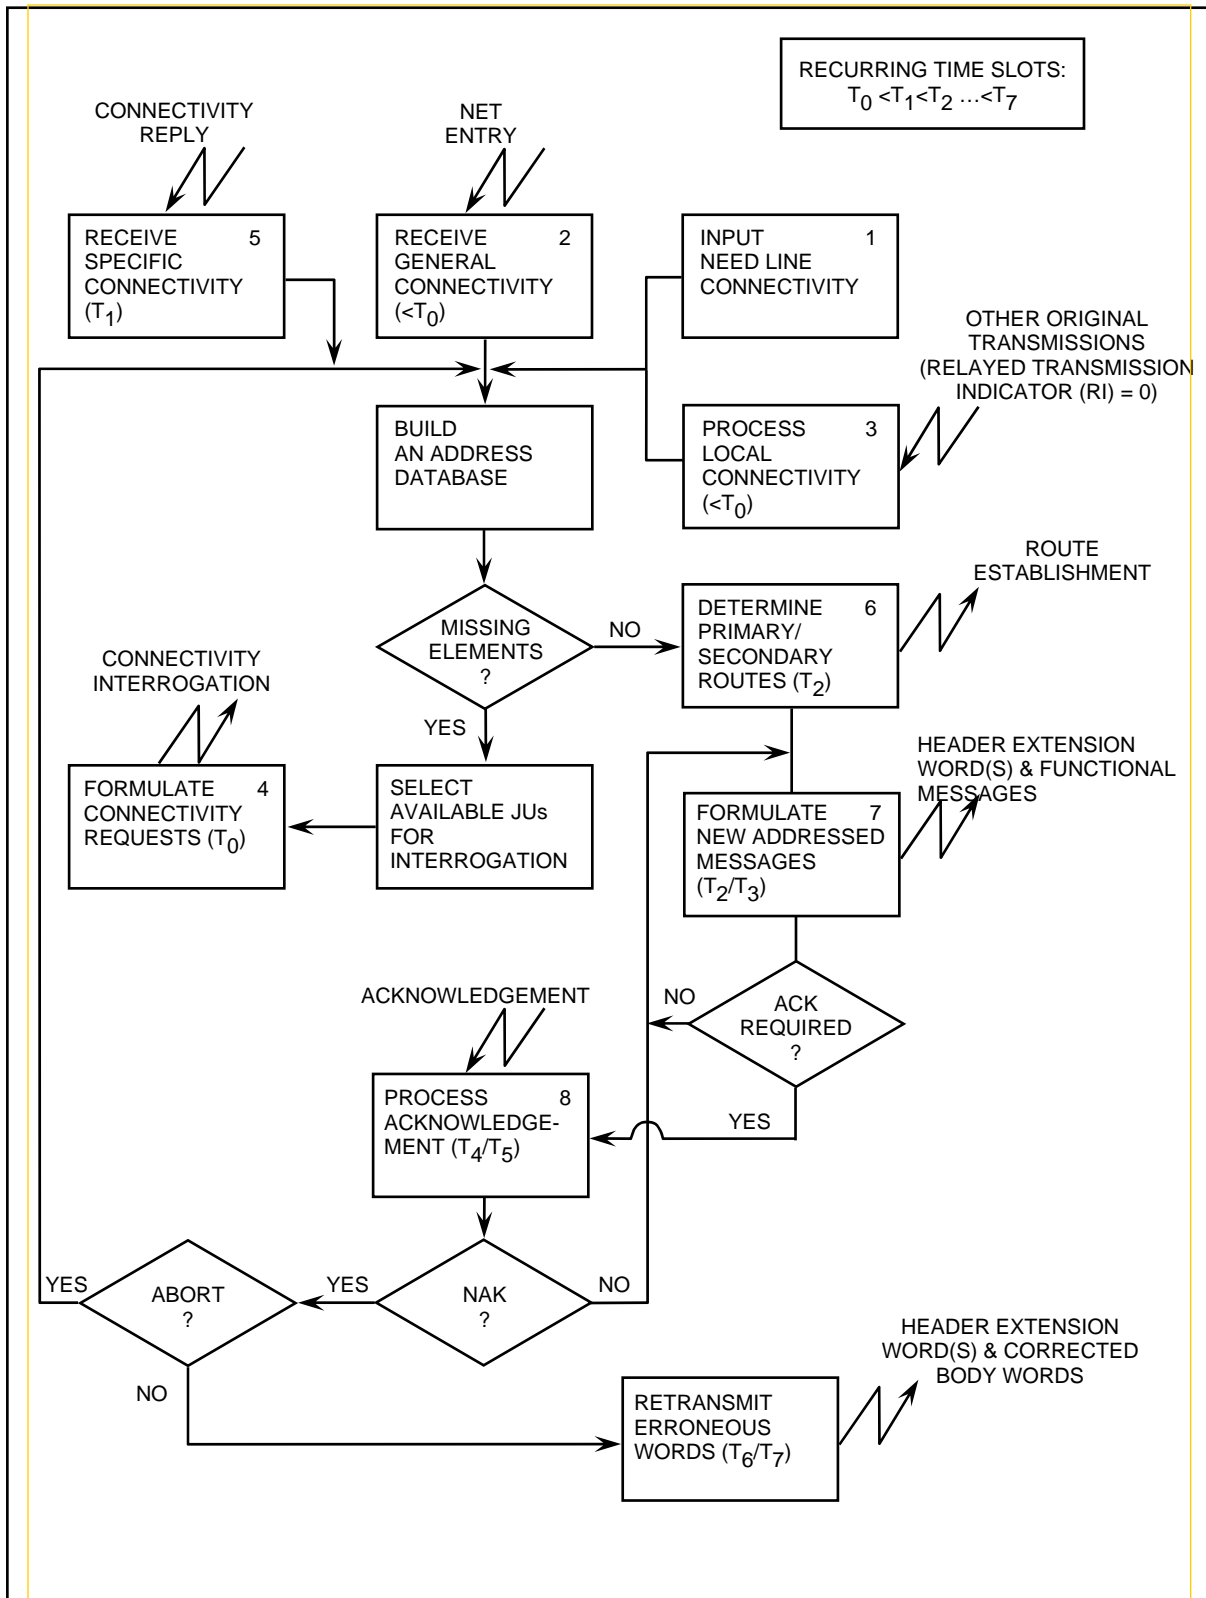 RECURRING TIME SLOTS:
T0 <T1<T2 ...<T7
CONNECTIVITY
REPLY
NET
ENTRY
RECEIVE 5
SPECIFIC
CONNECTIVITY
(T1)
RECEIVE 2
GENERAL
CONNECTIVITY
(<T0)
INPUT 1
NEED LINE
CONNECTIVITY
OTHER ORIGINAL
TRANSMISSIONS
(RELAYED TRANSMISSION
INDICATOR (RI) = 0)
BUILD
AN ADDRESS
DATABASE
PROCESS 3
LOCAL
CONNECTIVITY
(<T0)
ROUTE
ESTABLISHMENT
MISSING
ELEMENTS
?
NO
YES
DETERMINE 6
PRIMARY/
SECONDARY
ROUTES (T2)
CONNECTIVITY
INTERROGATION
FORMULATE 4
CONNECTIVITY
REQUESTS (T0)
SELECT
AVAILABLE JUs
FOR
INTERROGATION
HEADER EXTENSION
WORD(S) & FUNCTIONAL
MESSAGES
FORMULATE 7
NEW ADDRESSED
MESSAGES
(T2/T3)
ACKNOWLEDGEMENT
NO
ACK
REQUIRED
?
YES
PROCESS 8
ACKNOWLEDGE-
MENT (T4/T5)
YES
ABORT
?
YES
NAK
?
NO
NO
HEADER EXTENSION
WORD(S) & CORRECTED
BODY WORDS
RETRANSMIT
ERRONEOUS
WORDS (T6/T7)